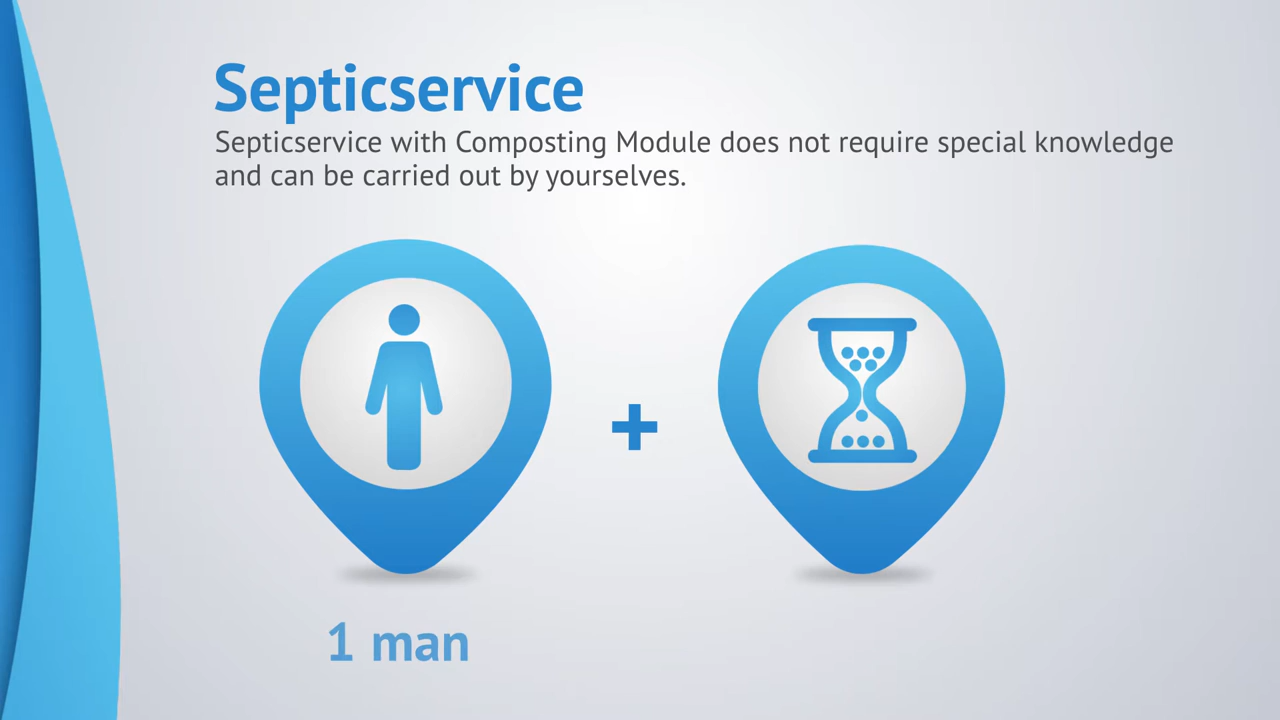 Septicservice
Septicservice with Composting Module does not require special knowledge
and can be carried out by yourselves.
+
1 man